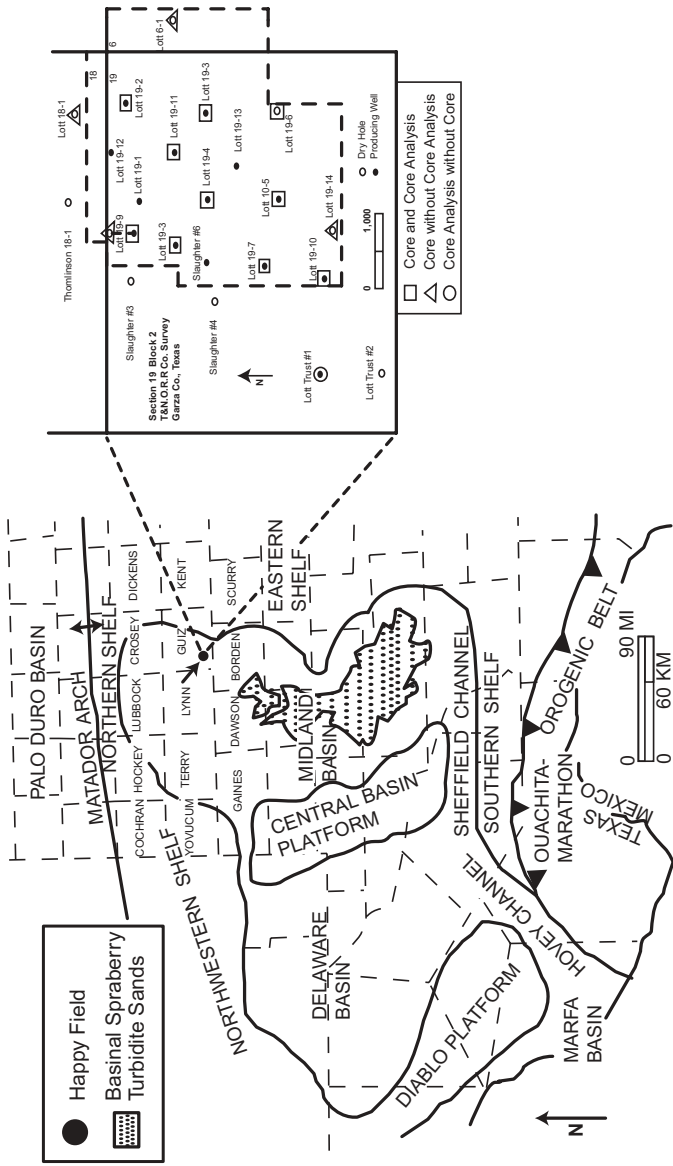 Happy Field
Basinal Spraberry
Turbidite Sands
PALO DURO BASIN
MATADOR ARCH
NORTHERN SHELF
COCHRAN
HOCKEY
LUBBOCK
CROSEY
DICKENS
YOVUCUM
TERRY
LYNN
GUIZ
KENT
GAINES
DAWSON
BORDEN
SCURRY
NORTHWESTERN SHELF
EASTERN
SHELF
MIDLAND
BASIN
CENTRAL BASIN
PLATFORM
DELAWARE
BASIN
DIABLO PLATFORM
SHEFFIELD CHANNEL
SOUTHERN SHELF
HOVEY CHANNEL
MARFA
BASIN
OUACHITA-
MARATHON
OROGENIC BELT
TEXAS
MEXICO
0
90 MI
0
60 KM
N
Thomlinson 18-1
Lott 18-1
18
19
6
Lott 6-1
Lott 19-12
Lott 19-2
Lott 19-9
Lott 19-1
Lott 19-11
Lott 19-3
Slaughter #3
Lott 19-3
Lott 19-4
Slaughter #6
Lott 19-13
Slaughter #4
Section 19 Block 2
T&N.O.R.R Co. Survey
Garza Co., Texas
N
Lott 19-7
Lott 10-5
Lott 19-6
Lott 19-10
Lott 19-14
Lott Trust #1
Lott Trust #2
0
1,000
Dry Hole
Producing Well
Core and Core Analysis
Core without Core Analysis
Core Analysis without Core